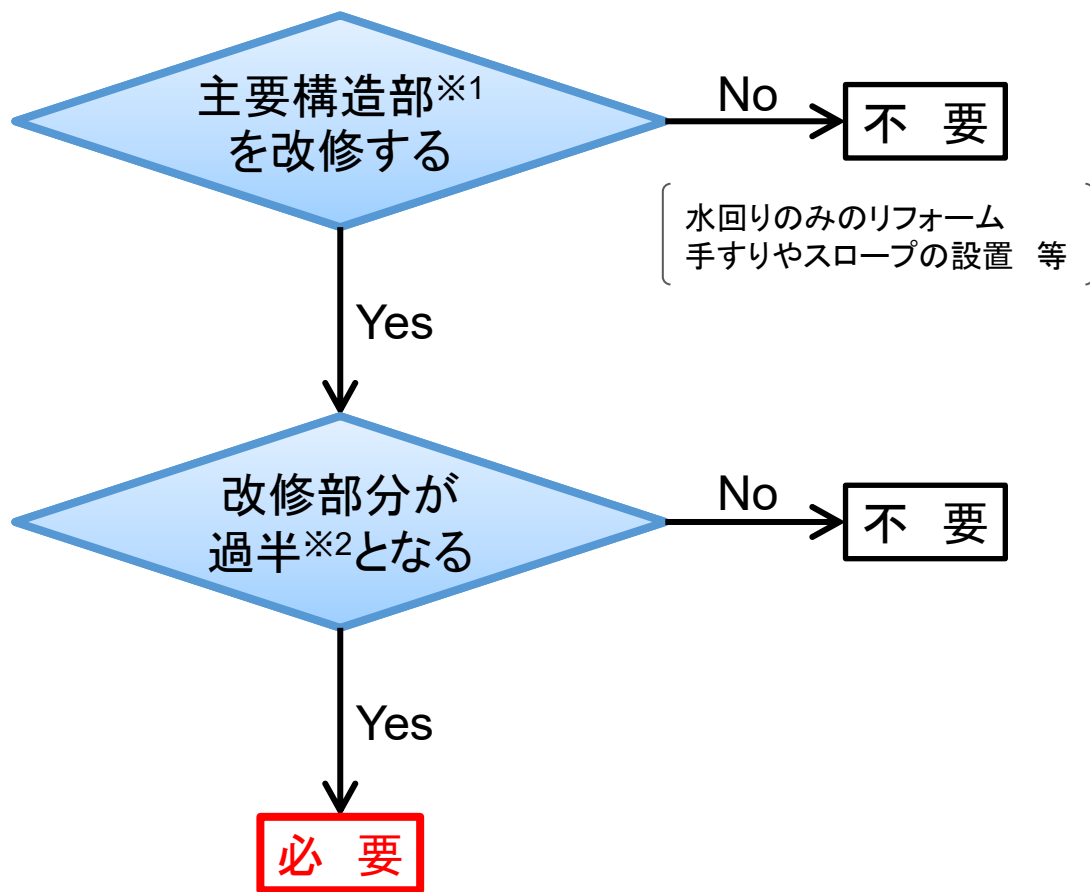 主要構造部※1
を改修する
No
不 要
水回りのみのリフォーム
手すりやスロープの設置 等
Yes
改修部分が
過半※2となる
No
不 要
Yes
必 要